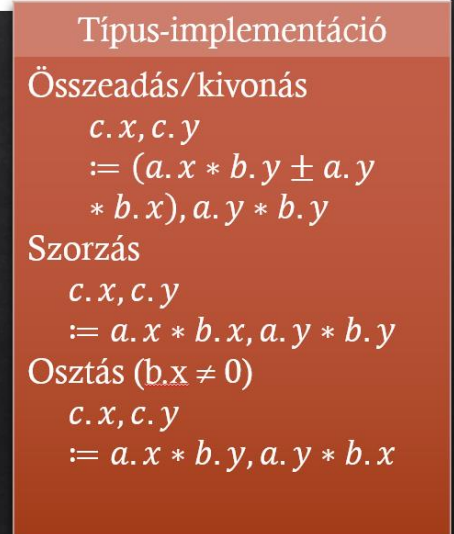 Típus-implementáció
Összeadás/kivonás
c.x, c.y
:= (a.x * b.y ± a.y
* b.x), a.y * b.y
Szorzás
c.x, c.y
:= a.x * b.x, a.y * b.y
Osztás (b.x ≠ 0)
c.x, c.y
:= a.x * b.y, a.y * b.x